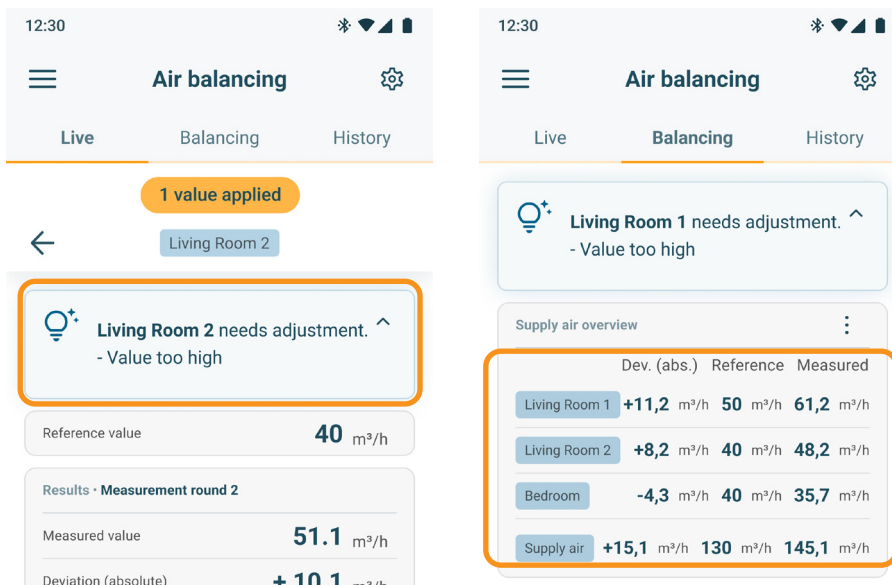 12:30
Air balancing
Live Balancing History
1 value applied
Living Room 2
Living Room 2 needs adjustment.
- Value too high
Reference value 40 m³/h
Results • Measurement round 2
Measured value 51.1 m³/h
Deviation (absolute) + 10.1 m³/h
12:30
Air balancing
Live Balancing History
Living Room 1 needs adjustment.
- Value too high
Supply air overview
Dev. (abs.) Reference Measured
Living Room 1 +11,2 m³/h 50 m³/h 61,2 m³/h
Living Room 2 +8,2 m³/h 40 m³/h 48,2 m³/h
Bedroom -4,3 m³/h 40 m³/h 35,7 m³/h
Supply air +15,1 m³/h 130 m³/h 145,1 m³/h